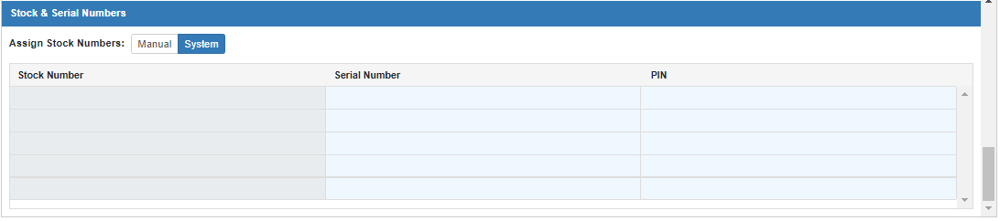 Stock & Serial Numbers
Assign Stock Numbers: Manual System
Stock Number Serial Number PIN